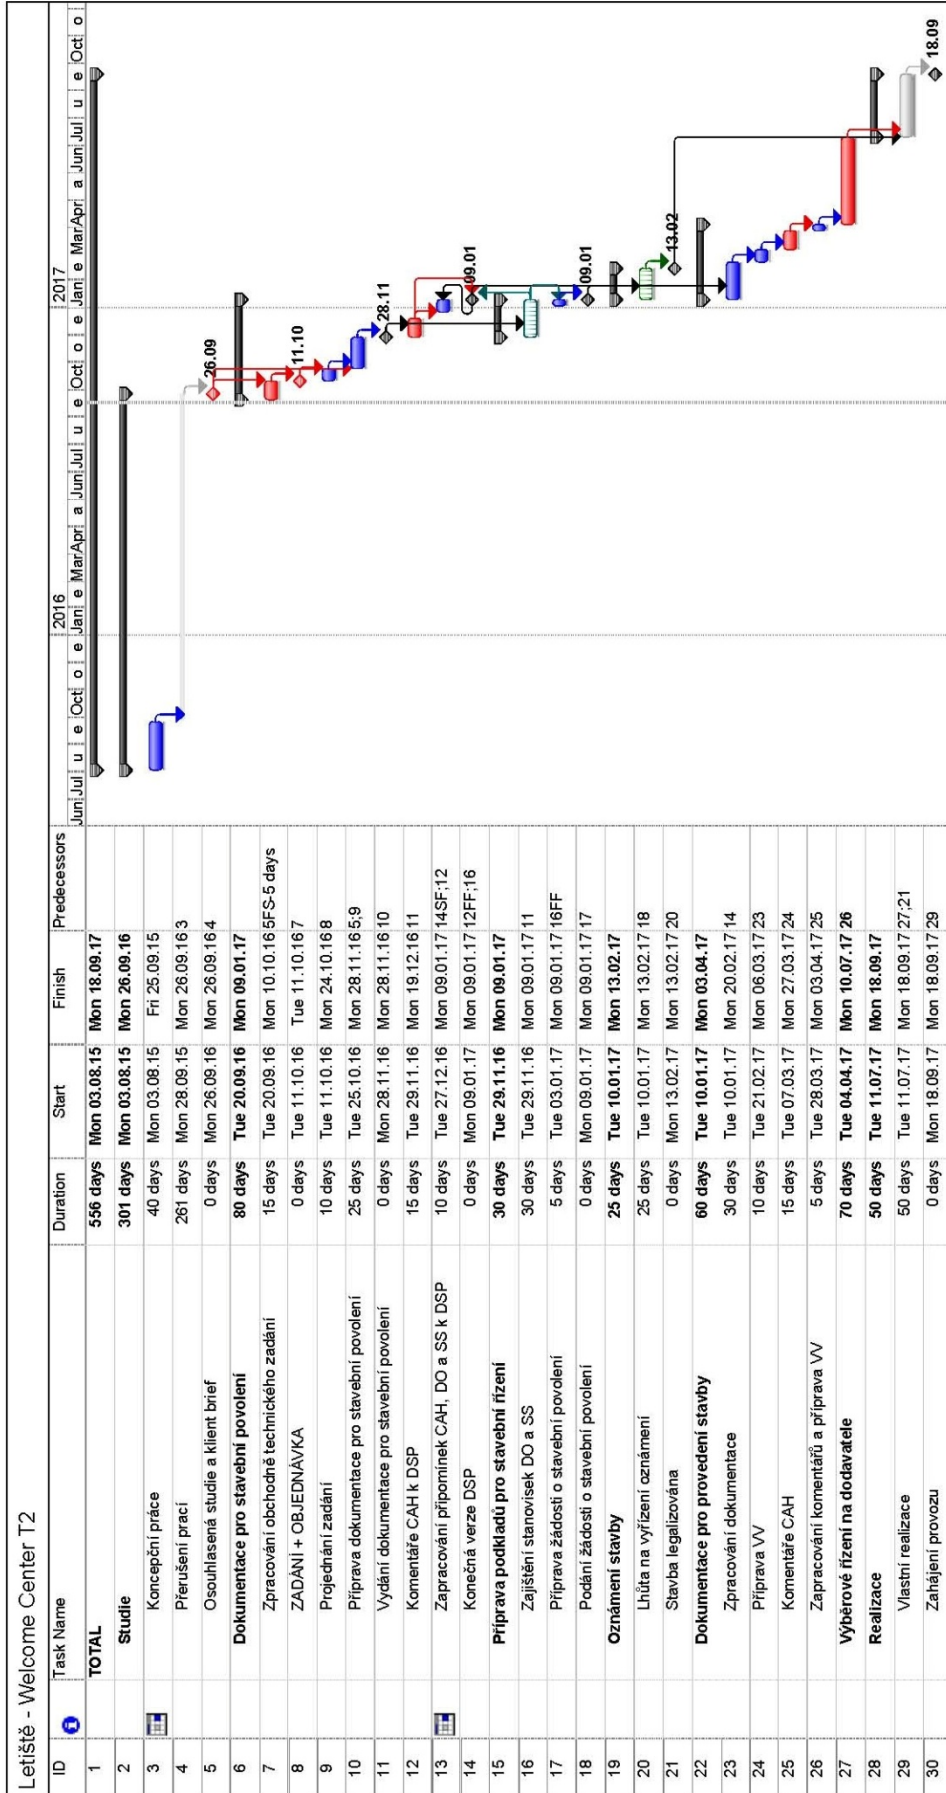 Letiště - Welcome Center T2
ID Task Name Duration Start Finish Predecessors
2016 2017
Jun Jul u e Oct o e Jan e Mar Apr a Jun Jul u e Oct o e Jan e Mar Apr a Jun Jul u e Oct o
1 TOTAL 556 days Mon 03.08.15 Mon 18.09.17
2 Studie 301 days Mon 03.08.15 Mon 26.09.16
3 Koncepční práce 40 days Mon 03.08.15 Fri 25.09.15
4 Přerušení prací 261 days Mon 28.09.15 Mon 26.09.16 3
5 Osouhlasená studie a klient brief 0 days Mon 26.09.16 Mon 26.09.16 4 26.09
6 Dokumentace pro stavební povolení 80 days Tue 20.09.16 Mon 09.01.17
7 Zpracování obchodně technického zadání 15 days Tue 20.09.16 Mon 10.10.16 5FS-5 days
8 ZADÁNÍ + OBJEDNÁVKA 0 days Tue 11.10.16 Tue 11.10.16 7 11.10
9 Projednání zadání 10 days Tue 11.10.16 Mon 24.10.16 8
10 Příprava dokumentace pro stavební povolení 25 days Tue 25.10.16 Mon 28.11.16 5;9
11 Vydání dokumentace pro stavební povolení 0 days Mon 28.11.16 Mon 28.11.16 10 28.11
12 Komentáře CAH k DSP 15 days Tue 29.11.16 Mon 19.12.16 11
13 Zapracování připomínek CAH, DO a SS k DSP 10 days Tue 27.12.16 Mon 09.01.17 14SF;12
14 Konečná verze DSP 0 days Mon 09.01.17 Mon 09.01.17 12FF;16 09.01
15 Příprava podkladů pro stavební řízení 30 days Tue 29.11.16 Mon 09.01.17
16 Zajištění stanovisek DO a SS 30 days Tue 29.11.16 Mon 09.01.17 11
17 Příprava žádosti o stavební povolení 5 days Tue 03.01.17 Mon 09.01.17 16FF
18 Podání žádosti o stavební povolení 0 days Mon 09.01.17 Mon 09.01.17 17 09.01
19 Oznámení stavby 25 days Tue 10.01.17 Mon 13.02.17
20 Lhůta na vyřízení oznámení 25 days Tue 10.01.17 Mon 13.02.17 18
21 Stavba legalizována 0 days Mon 13.02.17 Mon 13.02.17 20 13.02
22 Dokumentace pro provedení stavby 60 days Tue 10.01.17 Mon 03.04.17
23 Zpracování dokumentace 30 days Tue 10.01.17 Mon 20.02.17 14
24 Příprava VV 10 days Tue 21.02.17 Mon 06.03.17 23
25 Komentáře CAH 15 days Tue 07.03.17 Mon 27.03.17 24
26 Zapracování komentářů a příprava VV 5 days Tue 28.03.17 Mon 03.04.17 25
27 Výběrové řízení na dodavatele 70 days Tue 04.04.17 Mon 10.07.17 26
28 Realizace 50 days Tue 11.07.17 Mon 18.09.17
29 Vlastní realizace 50 days Tue 11.07.17 Mon 18.09.17 27;21
30 Zahájení provozu 0 days Mon 18.09.17 Mon 18.09.17 29 18.09